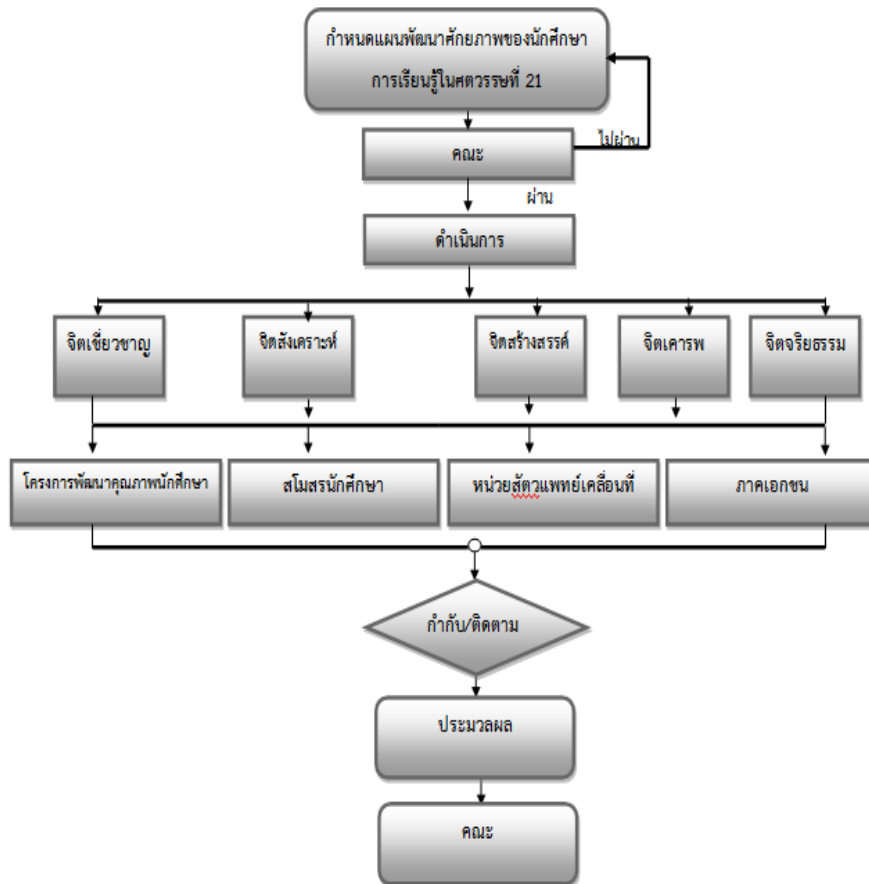 กำหนดแผนพัฒนาศักยภาพของนักศึกษา
การเรียนรู้ในศตวรรษที่ 21
คณะ
ไม่ผ่าน
ผ่าน
ดำเนินการ
จิตเชี่ยวชาญ
จิตสังเคราะห์
จิตสร้างสรรค์
จิตเคารพ
จิตจริยธรรม
โครงการพัฒนาคุณภาพนักศึกษา
สโมสรนักศึกษา
หน่วยสัตวแพทย์เคลื่อนที่
ภาคเอกชน
กำกับ/ติดตาม
ประมวลผล
คณะ